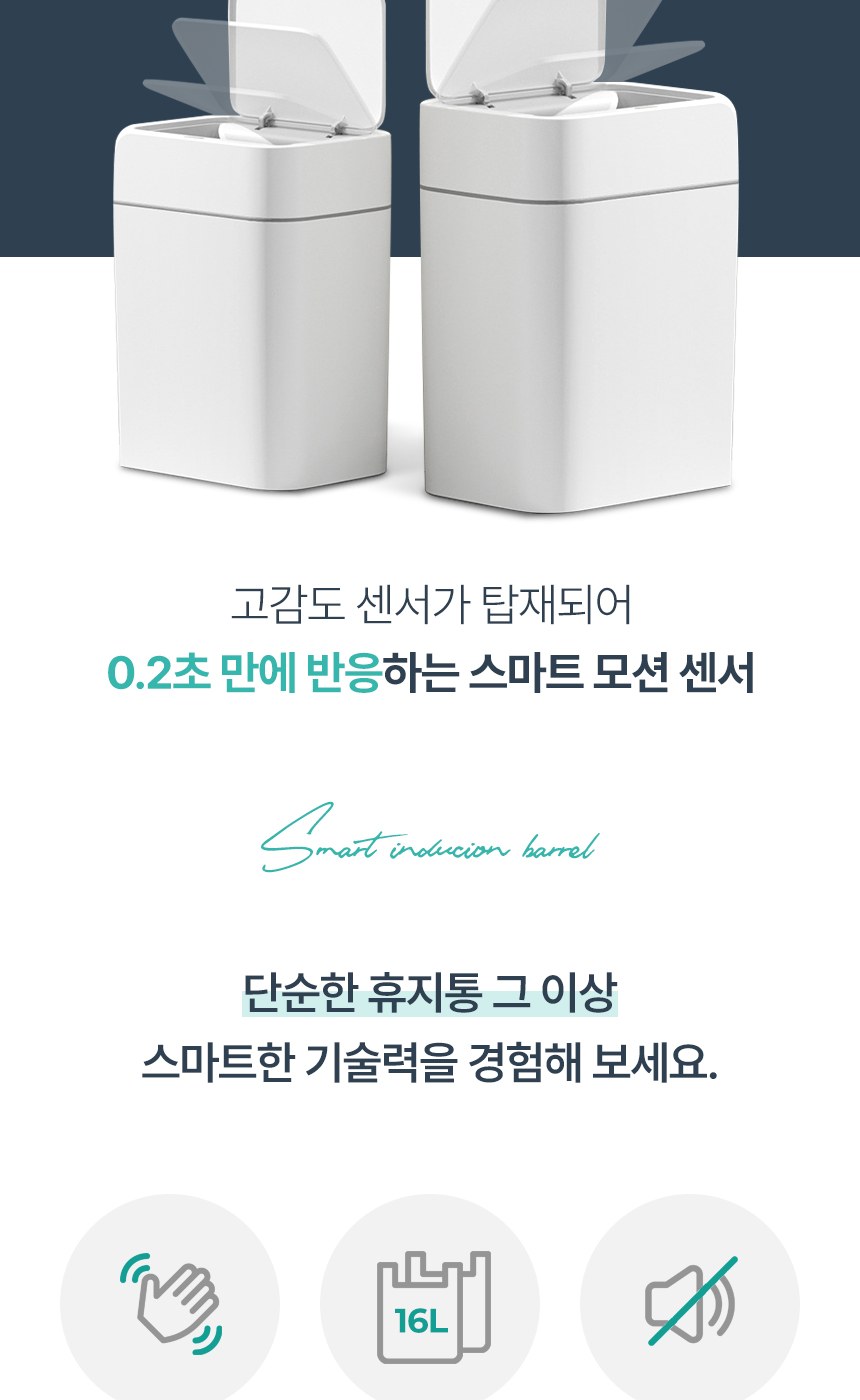 고감도 센서가 탑재되어
0.2초 만에 반응하는 스마트 모션 센서
Smart inducion barrel
단순한 휴지통 그 이상
스마트한 기술력을 경험해 보세요.
16L